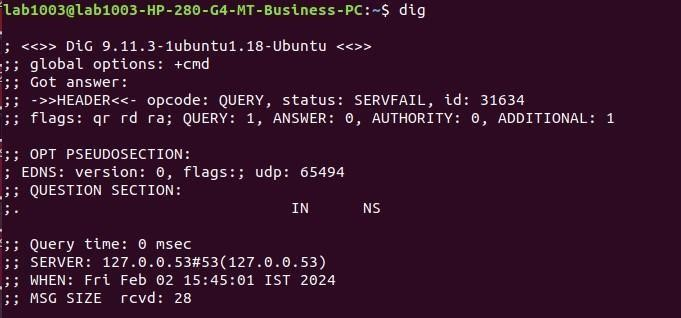 lab1003@lab1003-HP-280-G4-MT-Business-PC:~$ dig
; <<>> DiG 9.11.3-1ubuntu1.18-Ubuntu <<>>
;; global options: +cmd
;; Got answer:
;; ->>HEADER<<- opcode: QUERY, status: SERVFAIL, id: 31634
;; flags: qr rd ra; QUERY: 1, ANSWER: 0, AUTHORITY: 0, ADDITIONAL: 1
;; OPT PSEUDOSECTION:
; EDNS: version: 0, flags:; udp: 65494
;; QUESTION SECTION:
;. IN NS
;; Query time: 0 msec
;; SERVER: 127.0.0.53#53(127.0.0.53)
;; WHEN: Fri Feb 02 15:45:01 IST 2024
;; MSG SIZE rcvd: 28